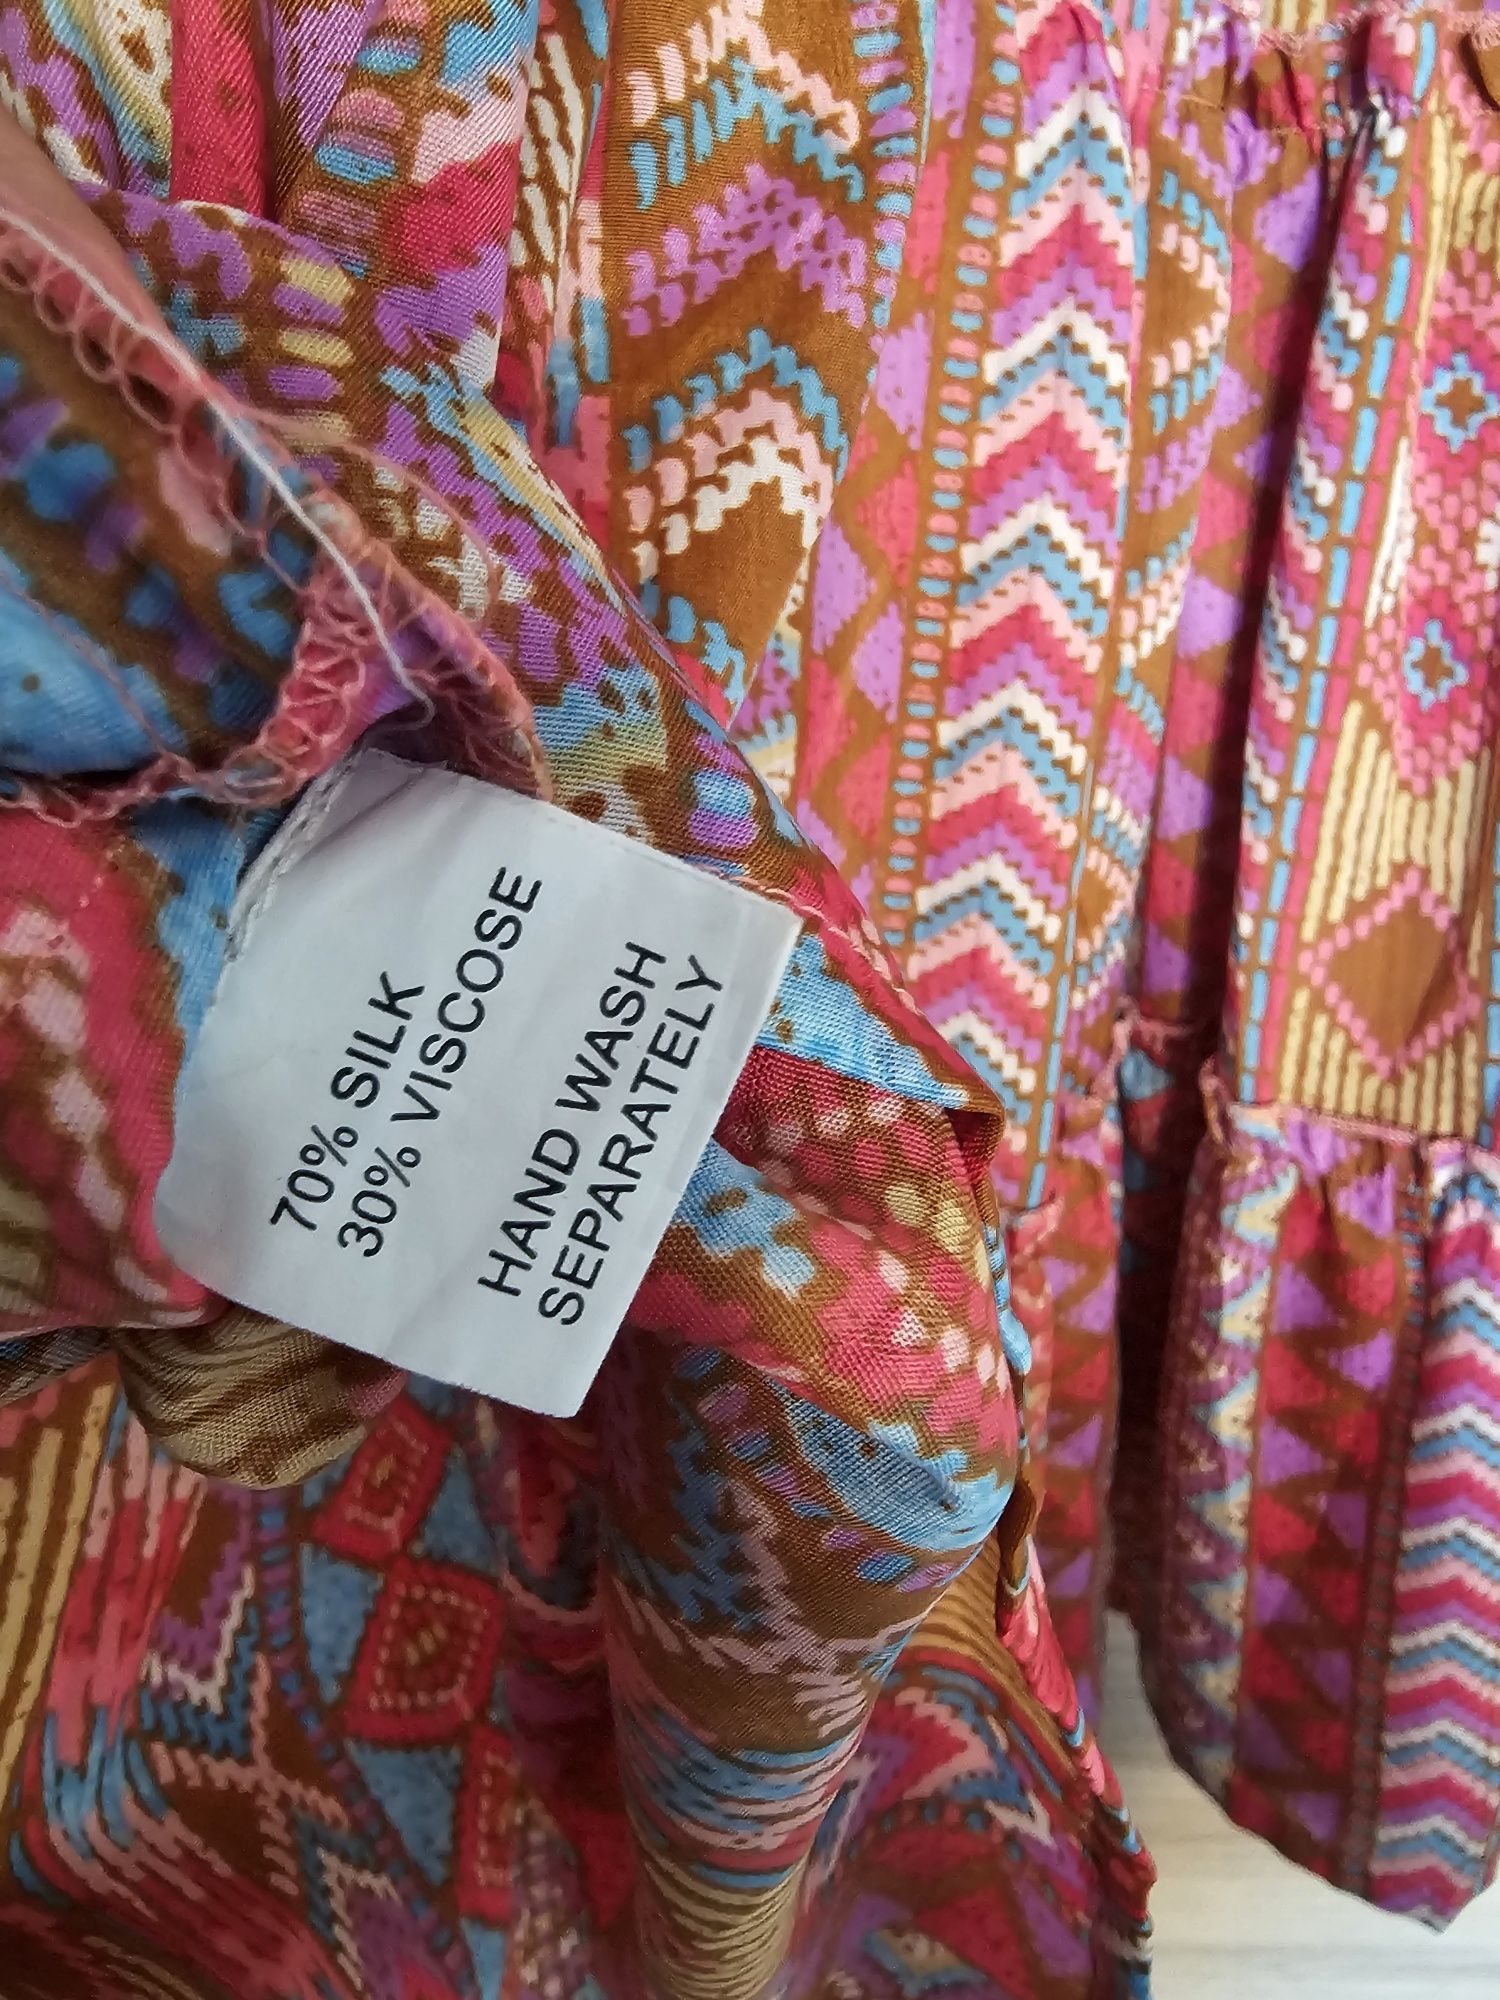 70% SILK
30% VISCOSE
HAND WASH
SEPARATELY